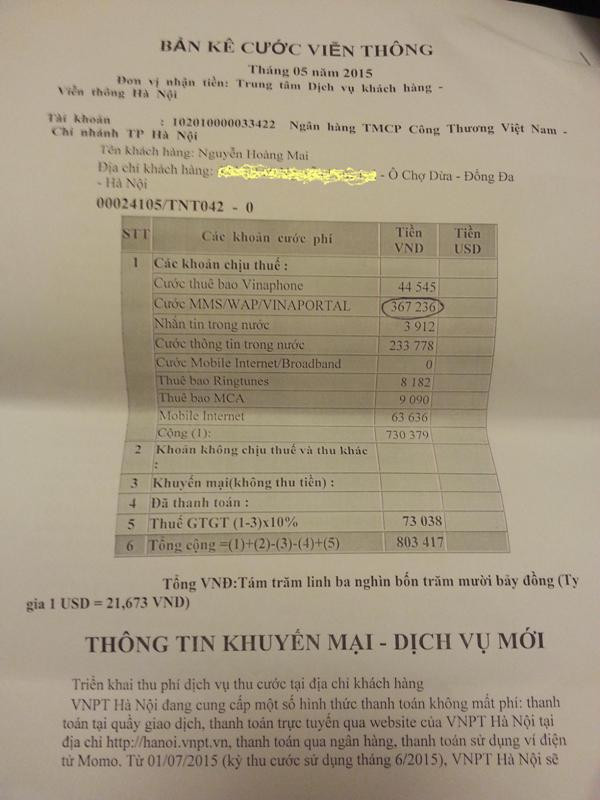 BẢN KÊ CƯỚC VIỄN THÔNG
Tháng 05 năm 2015
Đơn vị nhận tiền: Trung tâm Dịch vụ khách hàng -
Viễn thông Hà Nội
Tài khoản : 102010000033422 Ngân hàng TMCP Công Thương Việt Nam -
Chi nhánh TP Hà Nội
Tên khách hàng: Nguyễn Hoàng Mai
Địa chỉ khách hàng: - Ô Chợ Dừa - Đống Đa
- Hà Nội
00024105/TNT042 - 0
STT Các khoản cước phí Tiền VND Tiền USD
1 Các khoản chịu thuế :
Cước thuê bao Vinaphone 44 545
Cước MMS/WAP/VINAPORTAL 367 236
Nhắn tin trong nước 3 912
Cước thông tin trong nước 233 778
Cước Mobile Internet/Broadband 0
Thuê bao Ringtunes 8 182
Thuê bao MCA 9 090
Mobile Internet 63 636
Cộng (1): 730 379
2 Khoản không chịu thuế và thu khác
:
3 Khuyến mại(không thu tiền) :
4 Đã thanh toán :
5 Thuế GTGT (1-3)x10% 73 038
6 Tổng cộng =(1)+(2)-(3)-(4)+(5) 803 417
Tổng VNĐ:Tám trăm linh ba nghìn bốn trăm mười bảy đồng (Tỷ
gia 1 USD = 21,673 VND)
THÔNG TIN KHUYẾN MẠI - DỊCH VỤ MỚI
Triển khai thu phí dịch vụ thu cước tại địa chỉ khách hàng
VNPT Hà Nội đang cung cấp một số hình thức thanh toán không mất phí: thanh
toán tại quầy giao dịch, thanh toán trực tuyến qua website của VNPT Hà Nội tại
địa chỉ http://hanoi.vnpt.vn, thanh toán qua ngân hàng, thanh toán sử dụng ví điện
tử Momo. Từ 01/07/2015 (kỳ thu cước sử dụng tháng 6/2015), VNPT Hà Nội sẽ